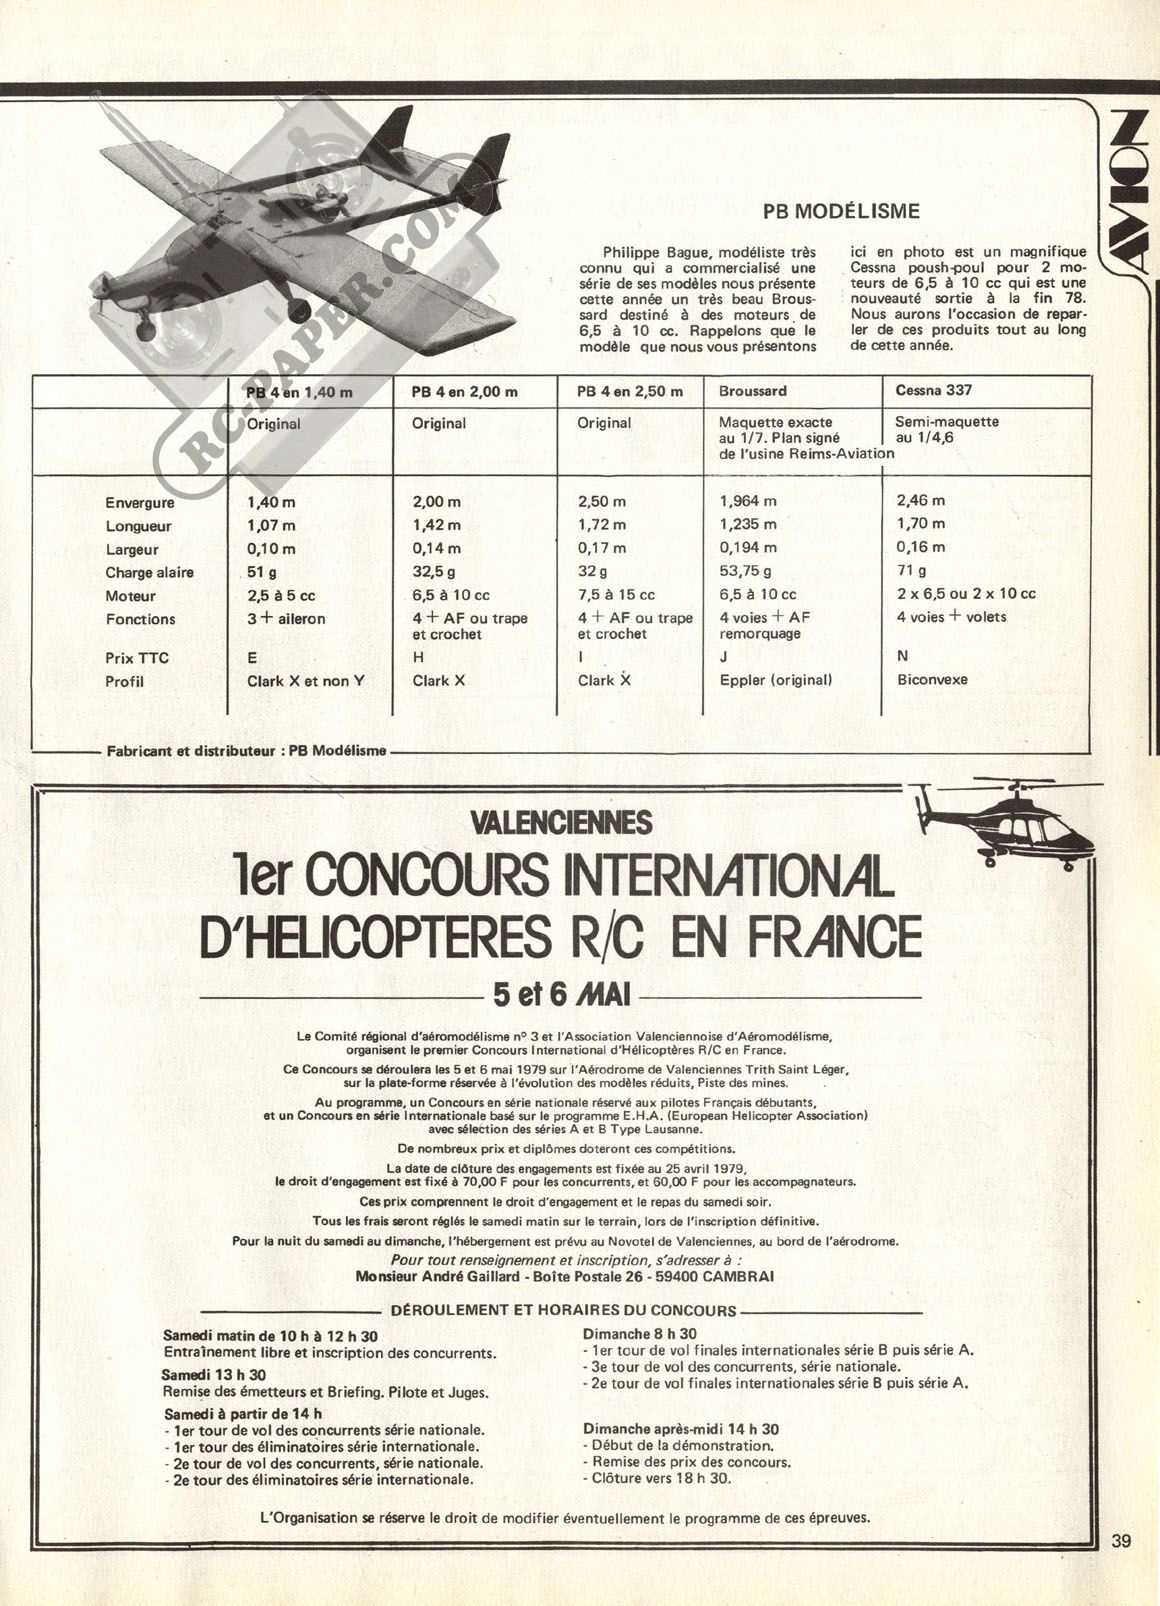 AVION
PB MODÉLISME
Philippe Bague, modéliste très
connu qui a commercialisé une
série de ses modèles nous présente
cette année un très beau Brous-
sard destiné à des moteurs de
6,5 à 10 cc. Rappelons que le
modèle que nous vous présentons
ici en photo est un magnifique
Cessna poush-poul pour 2 mo-
teurs de 6,5 à 10 cc qui est une
nouveauté sortie à la fin 78.
Nous aurons l'occasion de repar-
ler de ces produits tout au long
de cette année.
RC-PAPER.COM
PB 4 en 1,40 m PB 4 en 2,00 m PB 4 en 2,50 m Broussard Cessna 337
Original Original Original Maquette exacte Semi-maquette
au 1/7. Plan signé au 1/4,6
de l'usine Reims-Aviation
Envergure 1,40 m 2,00 m 2,50 m 1,964 m 2,46 m
Longueur 1,07 m 1,42 m 1,72 m 1,235 m 1,70 m
Largeur 0,10 m 0,14 m 0,17 m 0,194 m 0,16 m
Charge alaire 51 g 32,5 g 32 g 53,75 g 71 g
Moteur 2,5 à 5 cc 6,5 à 10 cc 7,5 à 15 cc 6,5 à 10 cc 2 x 6,5 ou 2 x 10 cc
Fonctions 3 + aileron 4 + AF ou trape 4 + AF ou trape 4 voies + AF 4 voies + volets
et crochet et crochet remorquage
Prix TTC E H I J N
Profil Clark X et non Y Clark X Clark X Eppler (original) Biconvexe
Fabricant et distributeur : PB Modélisme
VALENCIENNES
1er CONCOURS INTERNATIONAL
D'HELICOPTERES R/C EN FRANCE
5 et 6 MAI
Le Comité régional d'aéromodélisme n° 3 et l'Association Valenciennoise d'Aéromodélisme,
organisent le premier Concours International d'Hélicoptères R/C en France.
Ce Concours se déroulera les 5 et 6 mai 1979 sur l'Aérodrome de Valenciennes Trith Saint Léger,
sur la plate-forme réservée à l'évolution des modèles réduits, Piste des mines.
Au programme, un Concours en série nationale réservé aux pilotes Français débutants,
et un Concours en série Internationale basé sur le programme E.H.A. (European Helicopter Association)
avec sélection des séries A et B Type Lausanne.
De nombreux prix et diplômes doteront ces compétitions.
La date de clôture des engagements est fixée au 25 avril 1979,
le droit d'engagement est fixé à 70,00 F pour les concurrents, et 60,00 F pour les accompagnateurs.
Ces prix comprennent le droit d'engagement et le repas du samedi soir.
Tous les frais seront réglés le samedi matin sur le terrain, lors de l'inscription définitive.
Pour la nuit du samedi au dimanche, l'hébergement est prévu au Novotel de Valenciennes, au bord de l'aérodrome.
Pour tout renseignement et inscription, s'adresser à :
Monsieur André Gaillard - Boîte Postale 26 - 59400 CAMBRAI
DÉROULEMENT ET HORAIRES DU CONCOURS
Samedi matin de 10 h à 12 h 30
Entraînement libre et inscription des concurrents.
Samedi 13 h 30
Remise des émetteurs et Briefing. Pilote et Juges.
Samedi à partir de 14 h
- 1er tour de vol des concurrents série nationale.
- 1er tour des éliminatoires série internationale.
- 2e tour de vol des concurrents, série nationale.
- 2e tour des éliminatoires série internationale.
Dimanche 8 h 30
- 1er tour de vol finales internationales série B puis série A.
- 3e tour de vol des concurrents, série nationale.
- 2e tour de vol finales internationales série B puis série A.
Dimanche après-midi 14 h 30
- Début de la démonstration.
- Remise des prix des concours.
- Clôture vers 18 h 30.
L'Organisation se réserve le droit de modifier éventuellement le programme de ces épreuves.
39